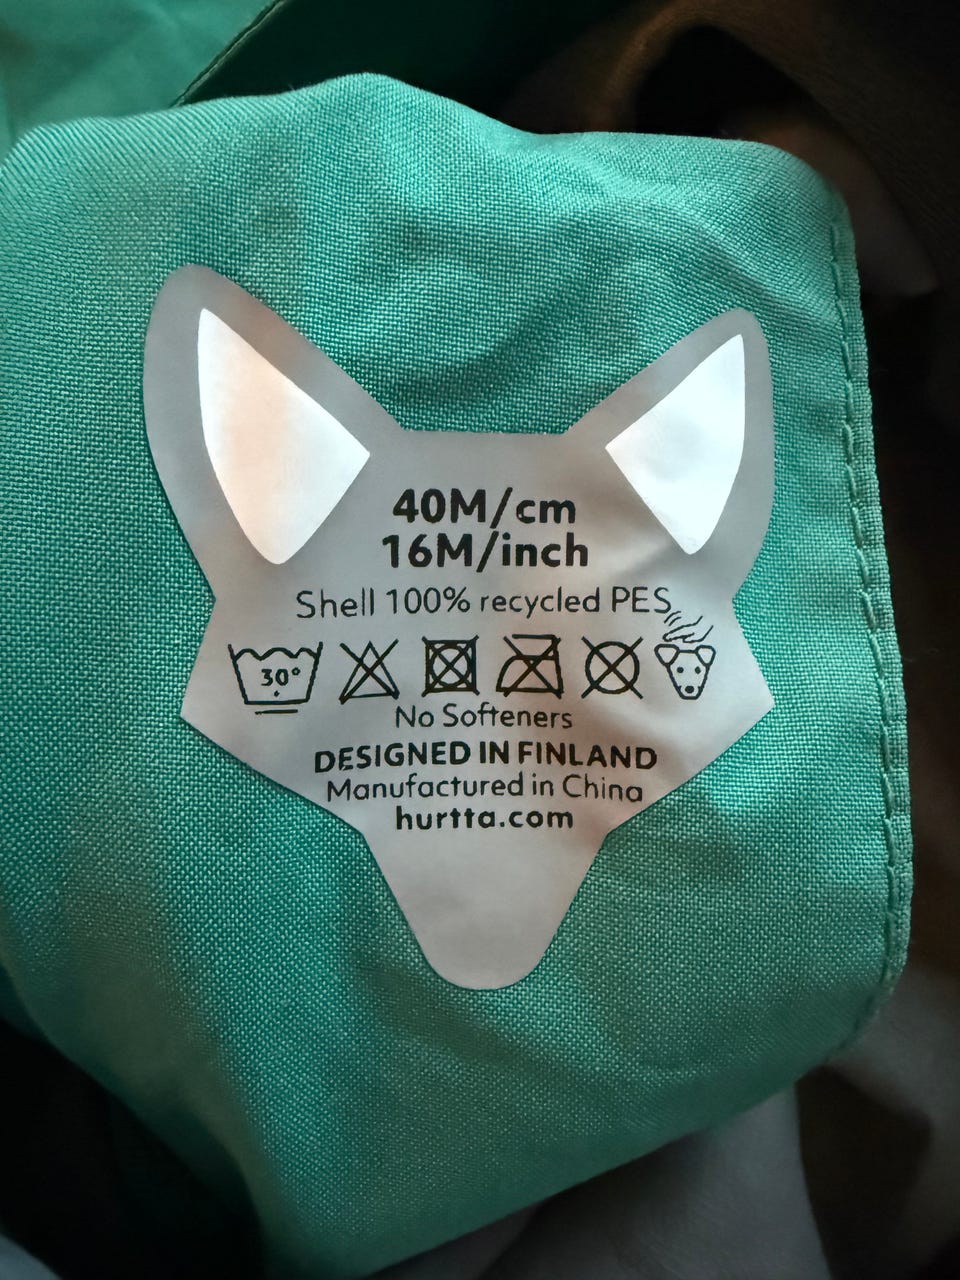 40M/cm
16M/inch
Shell 100% recycled PES
30°
No Softeners
DESIGNED IN FINLAND
Manufactured in China
hurtta.com